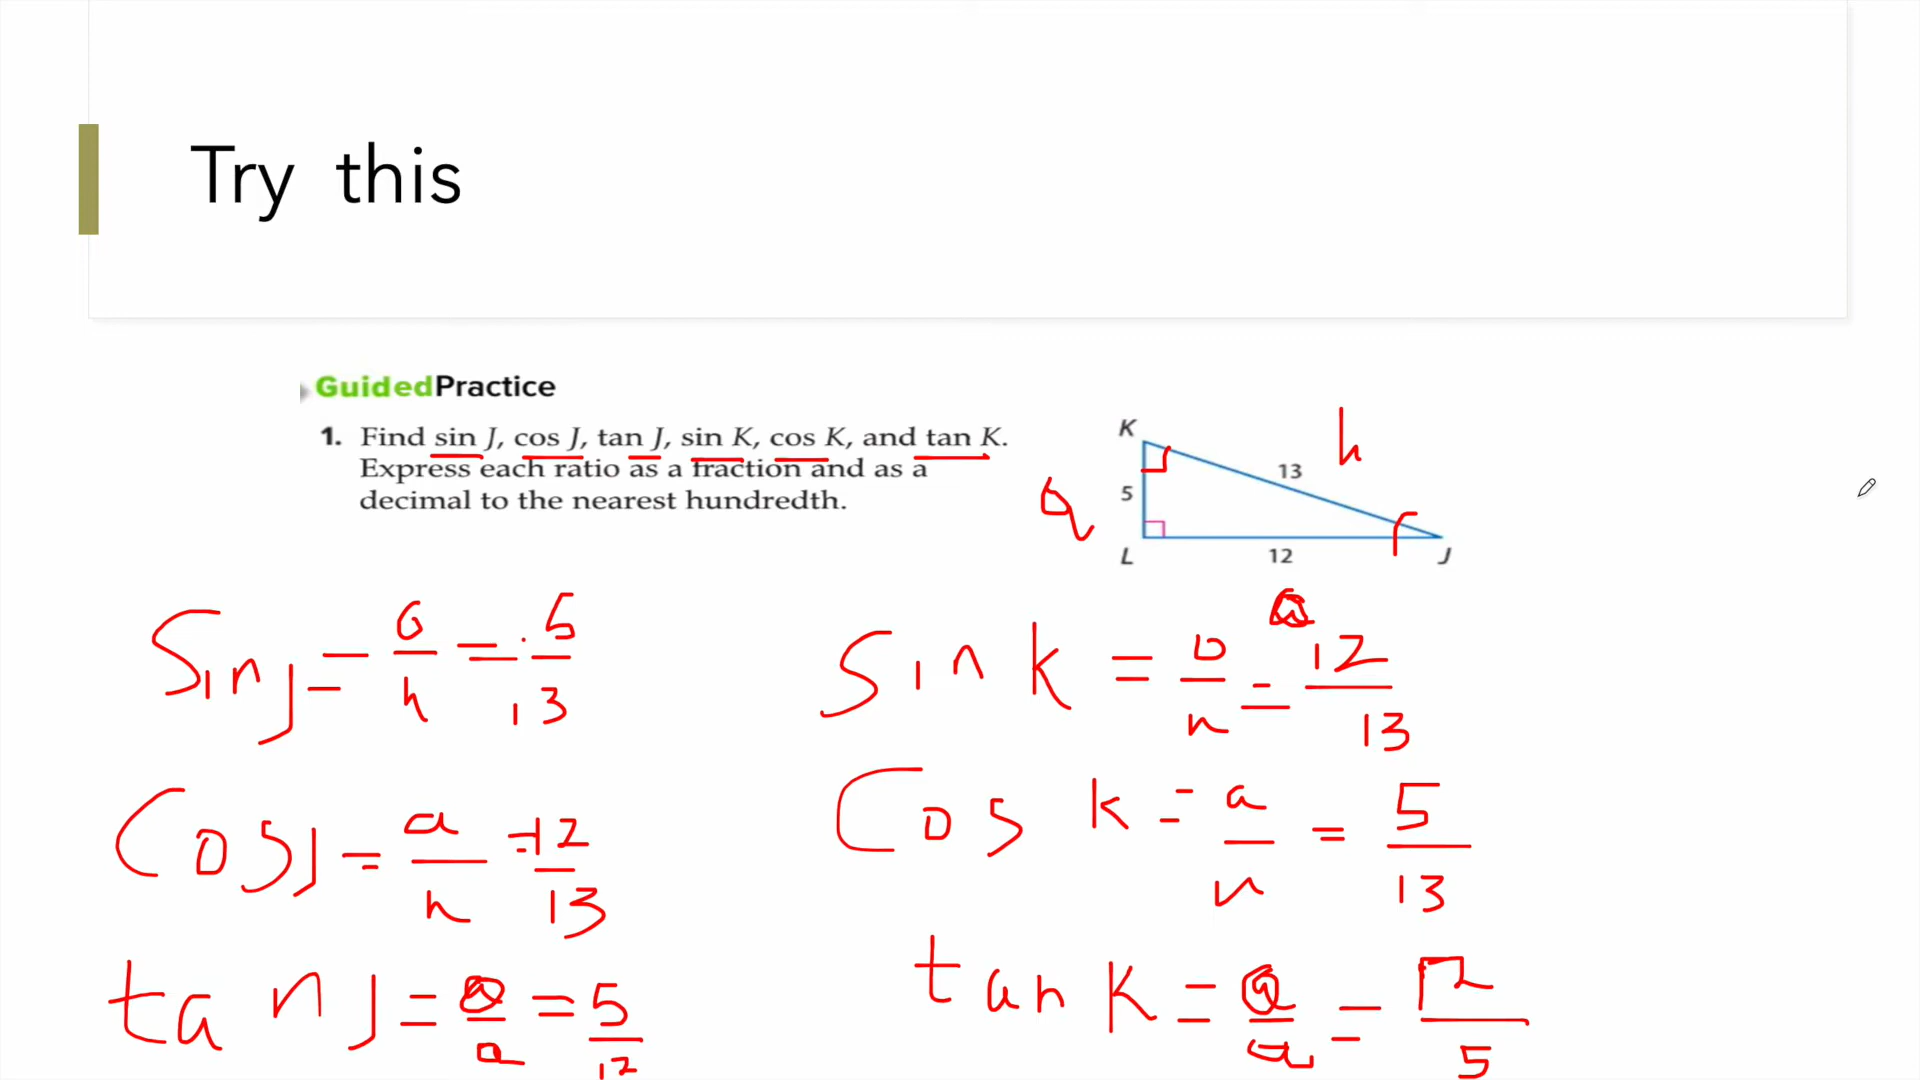 Try this
GuidedPractice
1. Find sin J, cos J, tan J, sin K, cos K, and tan K.
Express each ratio as a fraction and as a
decimal to the nearest hundredth.
K
h
13
5
a
L
12
J
Sin J = o/h = 5/13
Cos J = a/h = 12/13
tan J = o/a = 5/12
Sin k = o/h = 12/13
Cos k = a/h = 5/13
tan K = o/a = 12/5